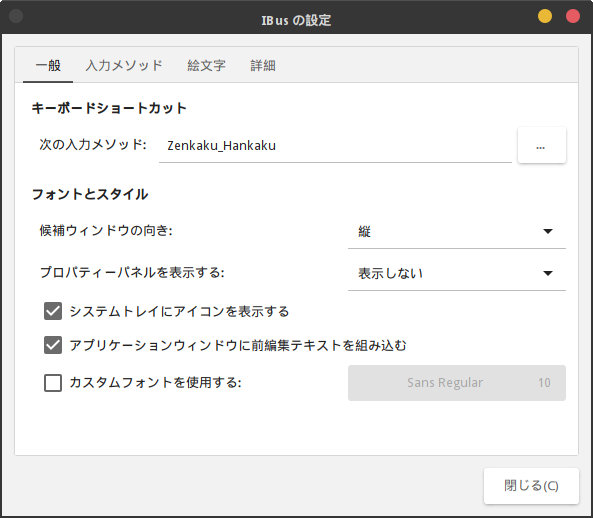 IBus の設定
一般 入力メソッド 絵文字 詳細
キーボードショートカット
次の入力メソッド: Zenkaku_Hankaku ...
フォントとスタイル
候補ウィンドウの向き: 縦
プロパティーパネルを表示する: 表示しない
システムトレイにアイコンを表示する
アプリケーションウィンドウに前編集テキストを組み込む
カスタムフォントを使用する: Sans Regular 10
閉じる(C)